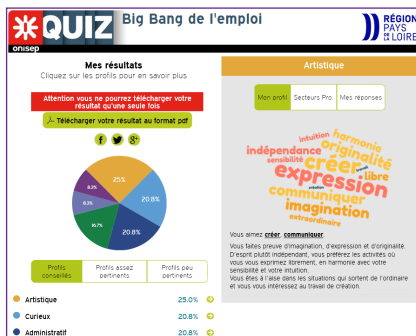 QUIZ
onisep
Big Bang de l'emploi
RÉGION
PAYS
DE LA LOIRE
Mes résultats
Cliquez sur les profils pour en savoir plus
Attention vous ne pourrez télécharger votre
résultat qu'une seule fois
Télécharger votre résultat au format pdf
25%
20.8%
20.8%
16.7%
8.3%
8.3%
Profils conseillés
Profils assez pertinents
Profils peu pertinents
Artistique 25.0%
Curieux 20.8%
Administratif 20.8%
Artistique
Mon profil
Secteurs Pro.
Mes réponses
intuition harmonie
indépendance originalité
sensibilité créer libre
expression
création
communiquer
imagination
extraordinaire
Vous aimez créer, communiquer.
Vous faites preuve d'imagination, d'expression et d'originalité.
D'esprit plutôt indépendant, vous préférez les activités où
vous vous exprimez librement, en harmonie avec votre
sensibilité et votre intuition.
Vous êtes à l'aise dans les situations qui sortent de l'ordinaire
et vous vous intéressez au travail de création.